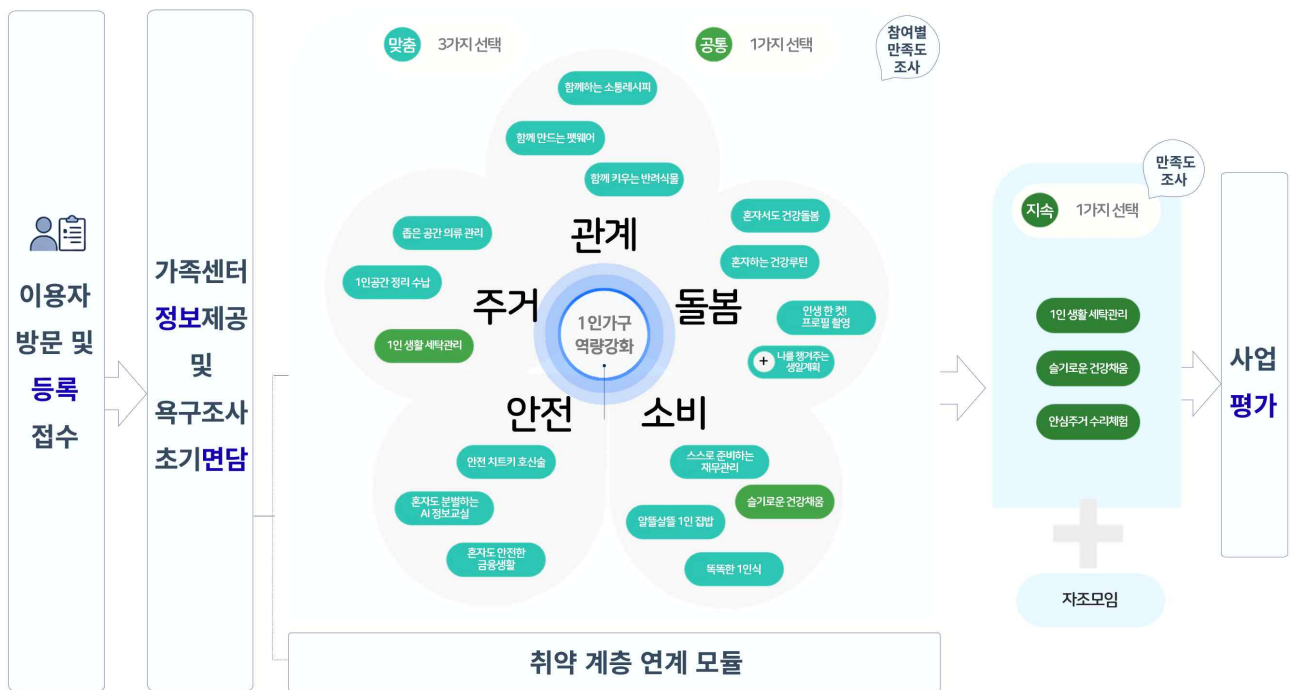 이용자
방문 및
등록
접수
가족센터
정보제공
및
욕구조사
초기면담
맞춤 3가지 선택
공통 1가지 선택
참여별
만족도
조사
함께하는 소통레시피
함께 만드는 펫웨어
함께 키우는 반려식물
관계
좁은 공간 의류 관리
1인공간 정리 수납
1인 생활 세탁관리
주거
혼자서도 건강돌봄
혼자하는 건강루틴
인생 한 컷!
프로필 촬영
+ 나를 챙겨주는
생일계획
돌봄
1인가구
역량강화
안전
안전 치트키 호신술
혼자도 분별하는
AI 정보교실
혼자도 안전한
금융생활
소비
스스로 준비하는
재무관리
슬기로운 건강채움
알뜰살뜰 1인 집밥
똑똑한 1인식
취약 계층 연계 모듈
만족도
조사
지속 1가지 선택
1인 생활 세탁관리
슬기로운 건강채움
안심주거 수리체험
자조모임
사업
평가